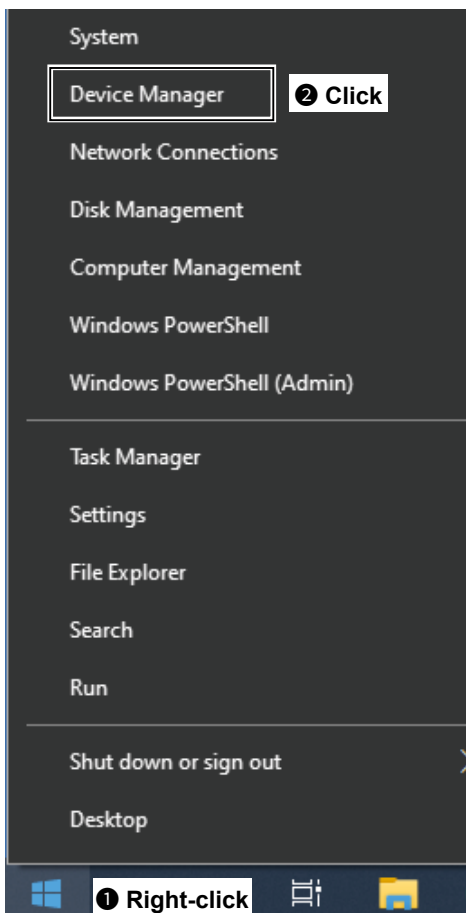 System
Device Manager
❷ Click
Network Connections
Disk Management
Computer Management
Windows PowerShell
Windows PowerShell (Admin)
Task Manager
Settings
File Explorer
Search
Run
Shut down or sign out
Desktop
❶ Right-click